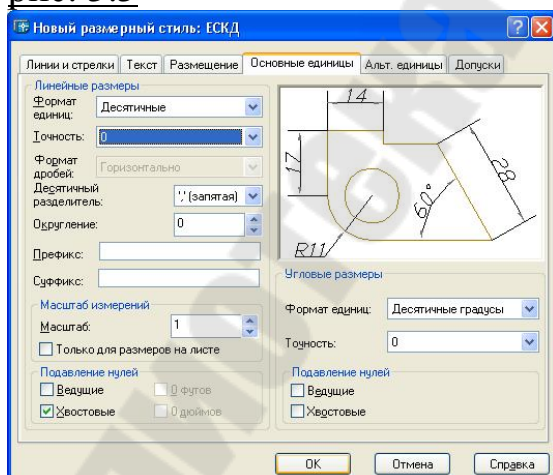 рис. 3.3
Новый размерный стиль: ЕСКД
Линии и стрелки Текст Размещение Основные единицы Альт. единицы Допуски
Линейные размеры
Формат единиц: Десятичные
Точность: 0
Формат дробей: Горизонтально
Десятичный разделитель: ',' (запятая)
Округление: 0
Префикс:
Суффикс:
Масштаб измерений
Масштаб: 1
Только для размеров на листе
Подавление нулей
Ведущие 0 футов
Хвостовые 0 дюймов
14
17
28
60°
R11
Угловые размеры
Формат единиц: Десятичные градусы
Точность: 0
Подавление нулей
Ведущие
Хвостовые
OK Отмена Справка